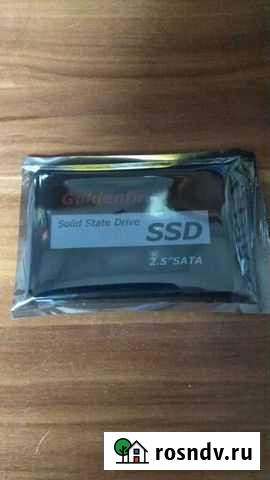 Solid State Drive
SSD
2.5"SATA
rosndv.ru